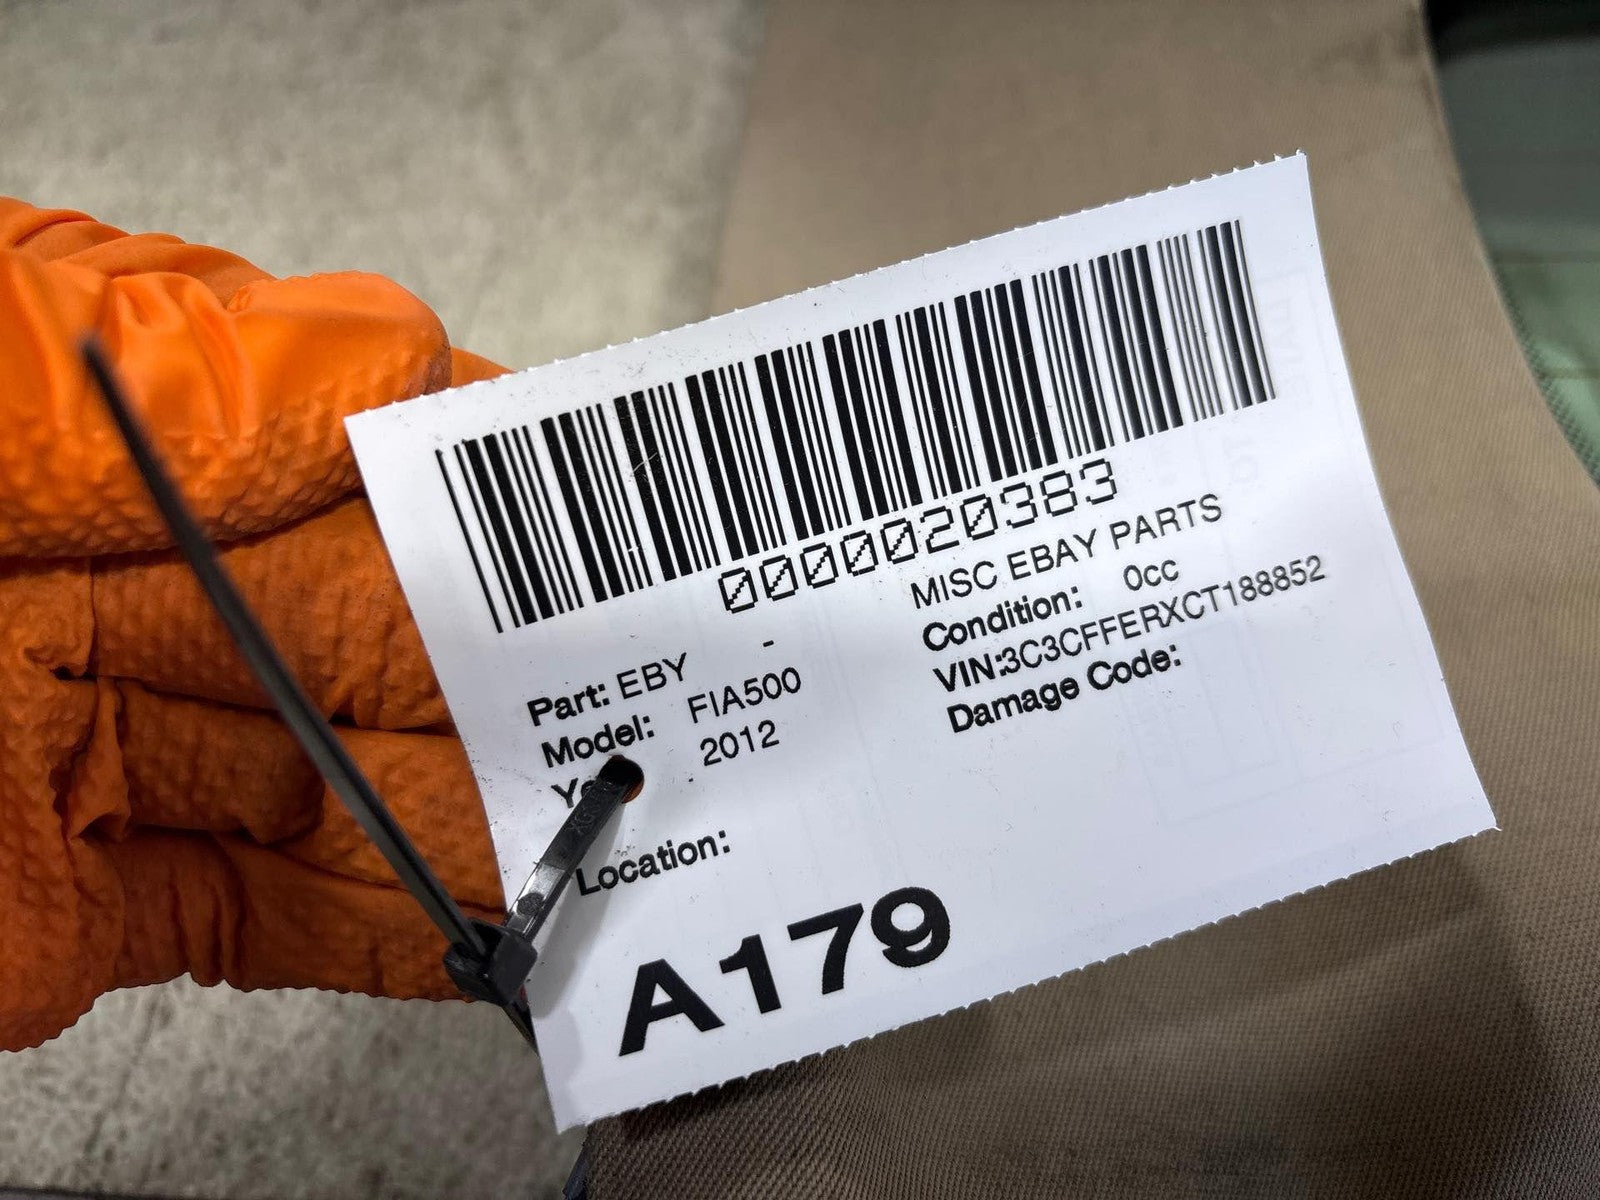 0000020383
MISC EBAY PARTS
Part: EBY -
Condition: 0cc
Model: FIA500
VIN:3C3CFFERXCT188852
2012
Damage Code:
Location:
A179